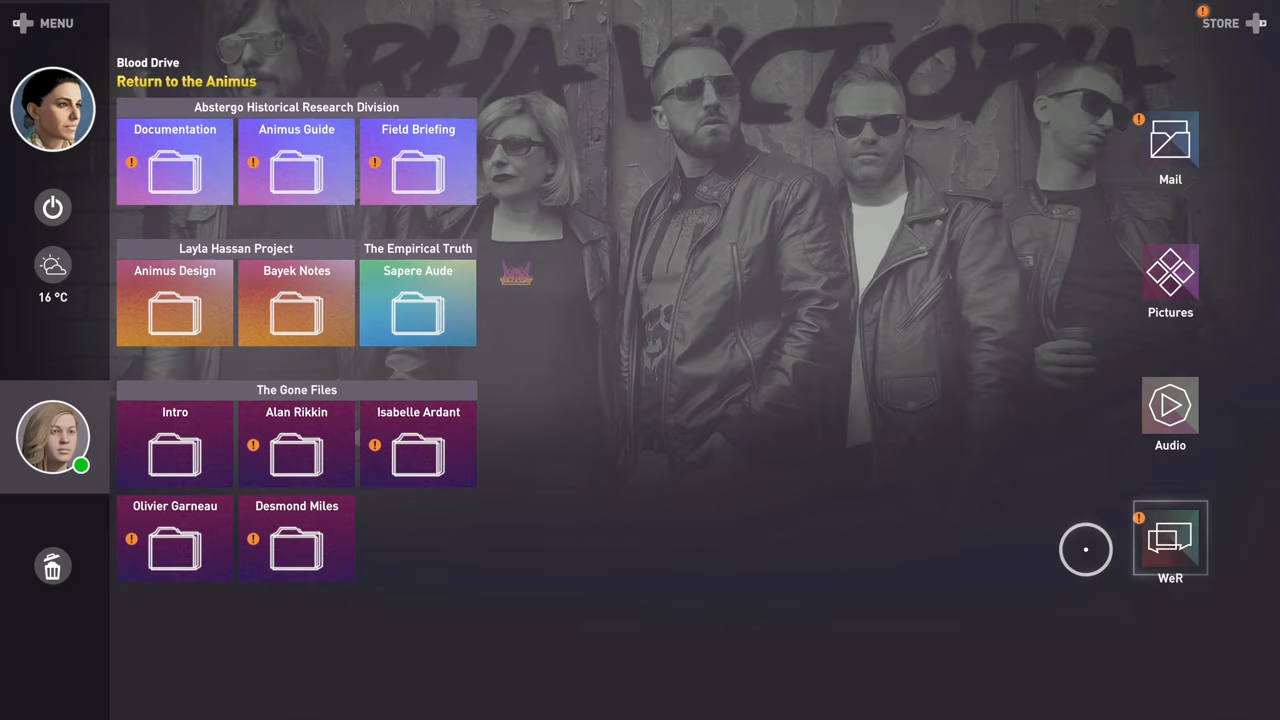 MENU
STORE
Blood Drive
Return to the Animus
Abstergo Historical Research Division
Documentation
Animus Guide
Field Briefing
Layla Hassan Project
The Empirical Truth
Animus Design
Bayek Notes
Sapere Aude
The Gone Files
Intro
Alan Rikkin
Isabelle Ardant
Olivier Garneau
Desmond Miles
16 °C
Mail
Pictures
Audio
WeR